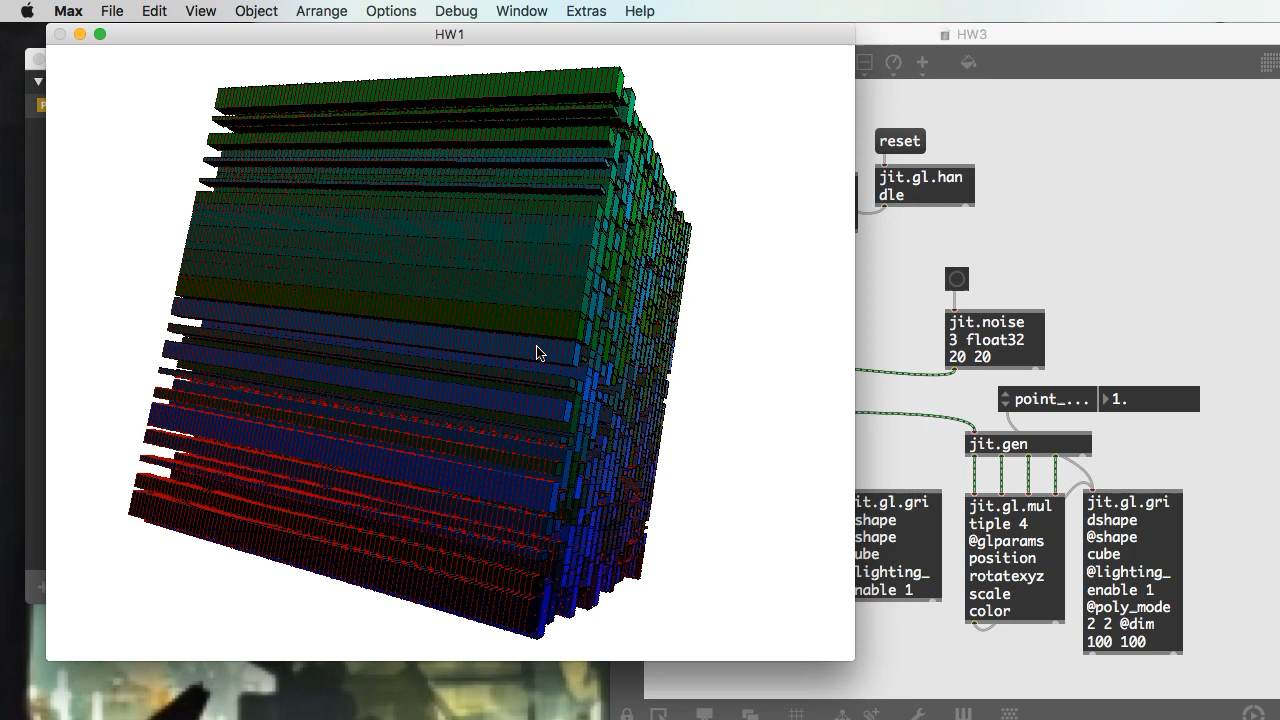 Max File Edit View Object Arrange Options Debug Window Extras Help
HW1
HW3
reset
jit.gl.han
dle
jit.noise
3 float32
20 20
point_... 1.
jit.gen
it.gl.gri
shape
shape
ube
lighting_
nable 1
jit.gl.mul
tiple 4
@glparams
position
rotatexyz
scale
color
jit.gl.gri
dshape
@shape
cube
@lighting_
enable 1
@poly_mode
2 2 @dim
100 100